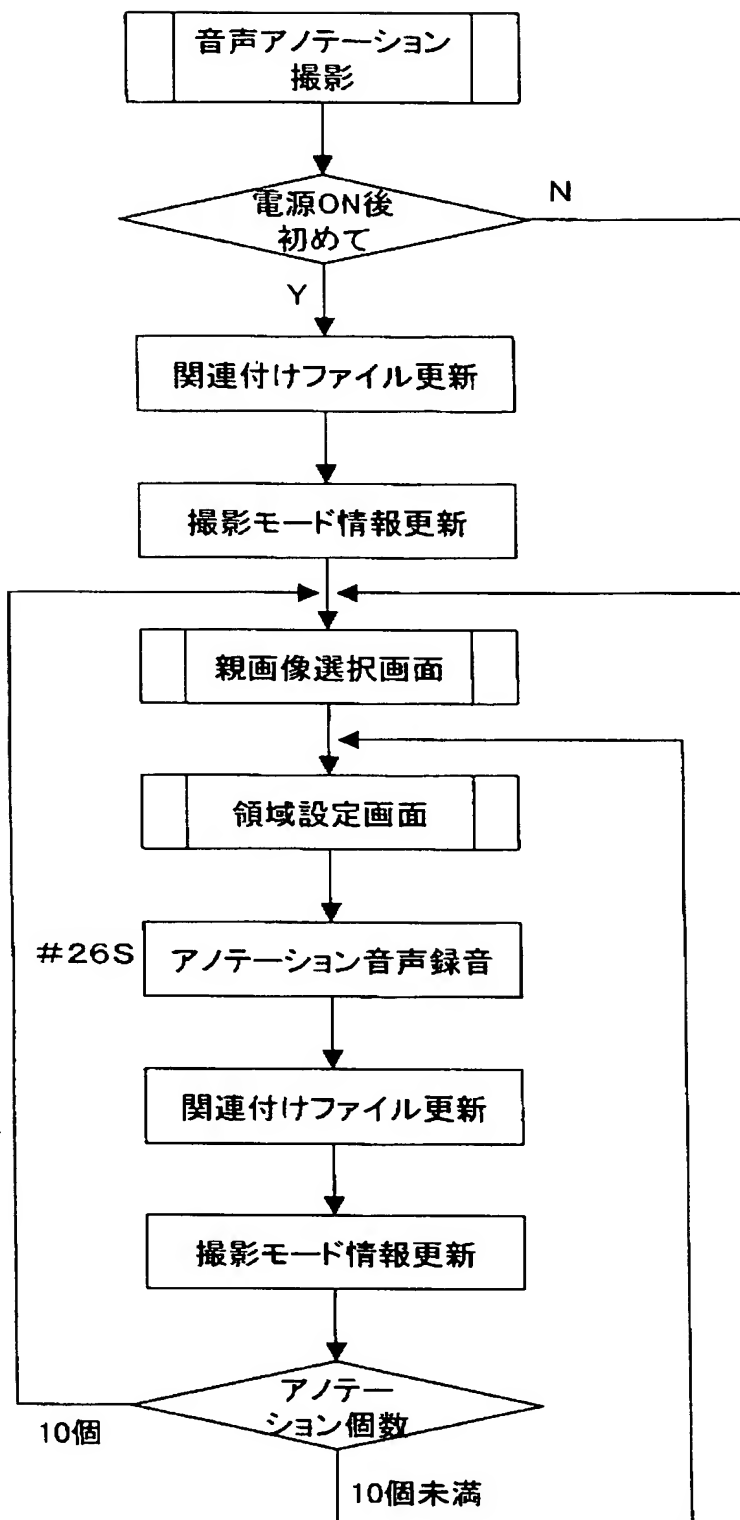 音声アノテーション
撮影
電源ON後
初めて
N
Y
関連付けファイル更新
撮影モード情報更新
親画像選択画面
領域設定画面
#26S
アノテーション音声録音
関連付けファイル更新
撮影モード情報更新
アノテー
ション個数
10個
10個未満